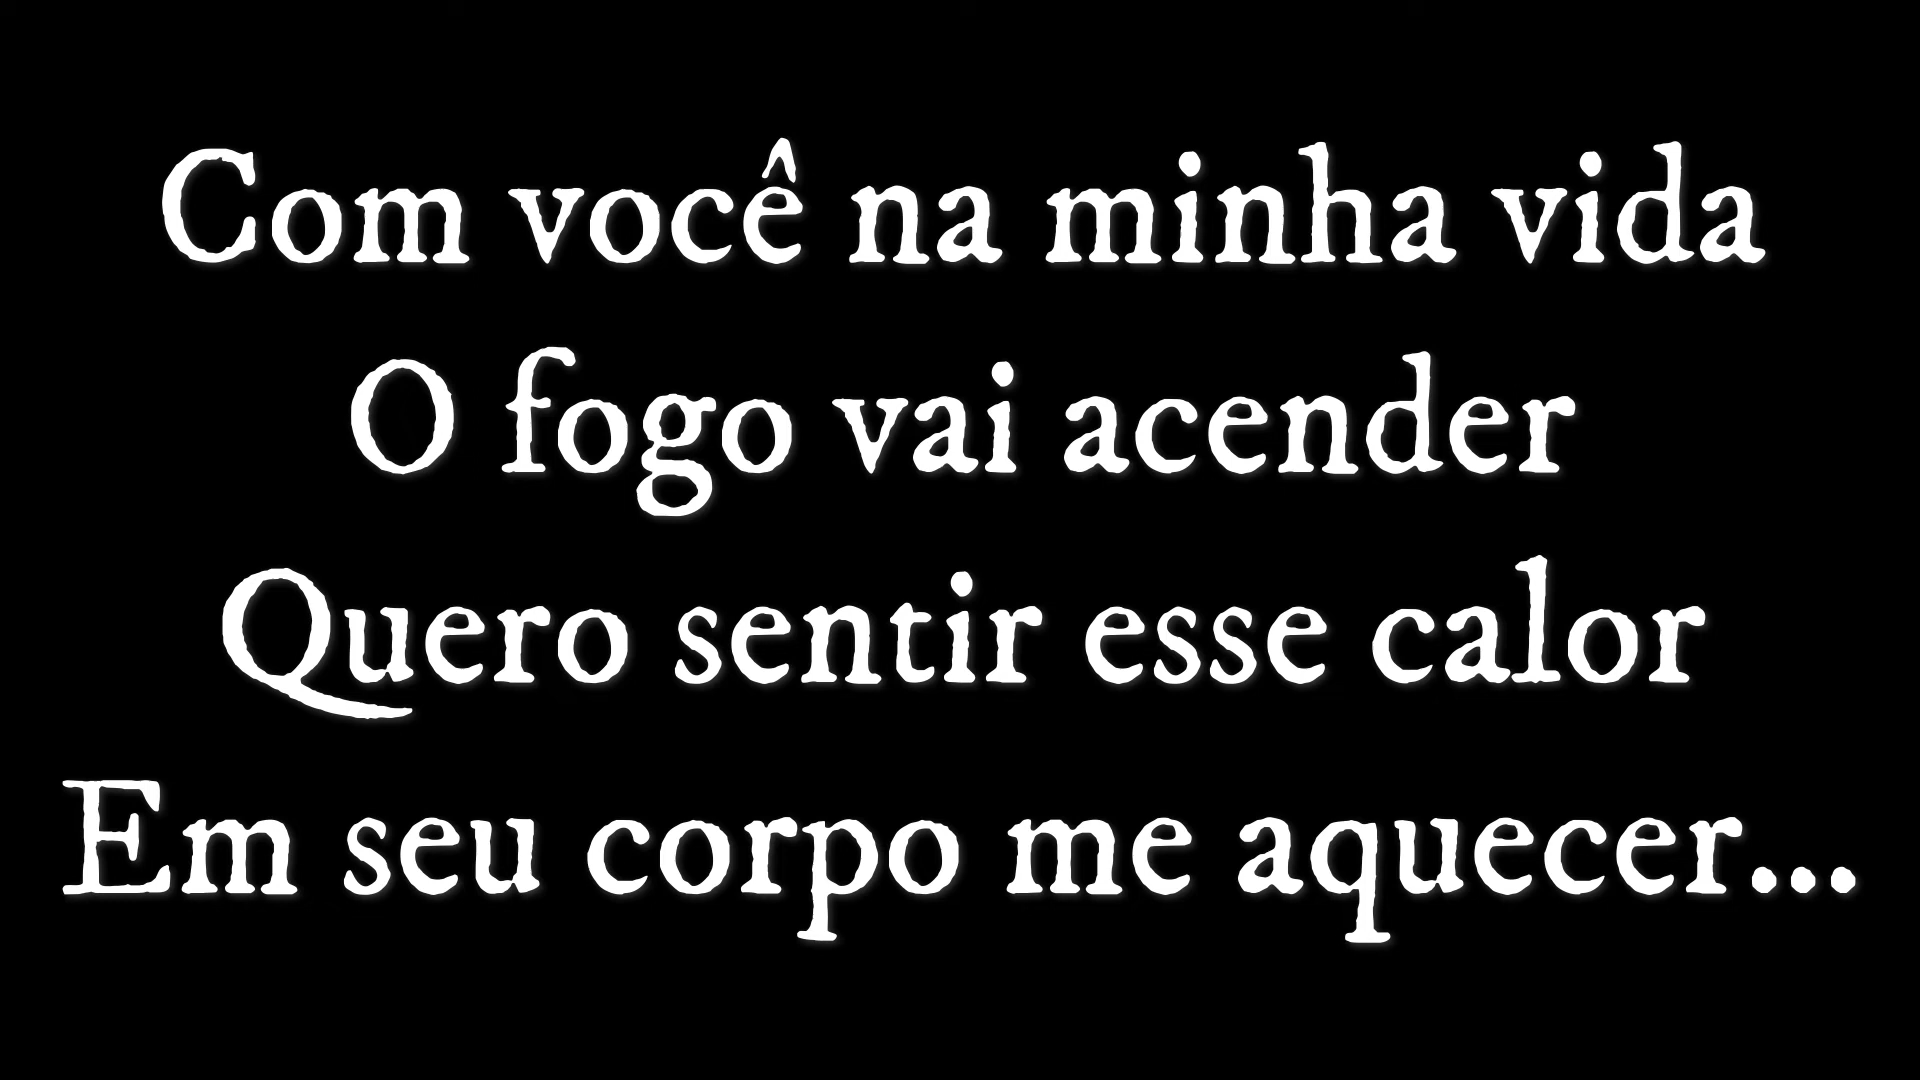 Com você na minha vida
O fogo vai acender
Quero sentir esse calor
Em seu corpo me aquecer...